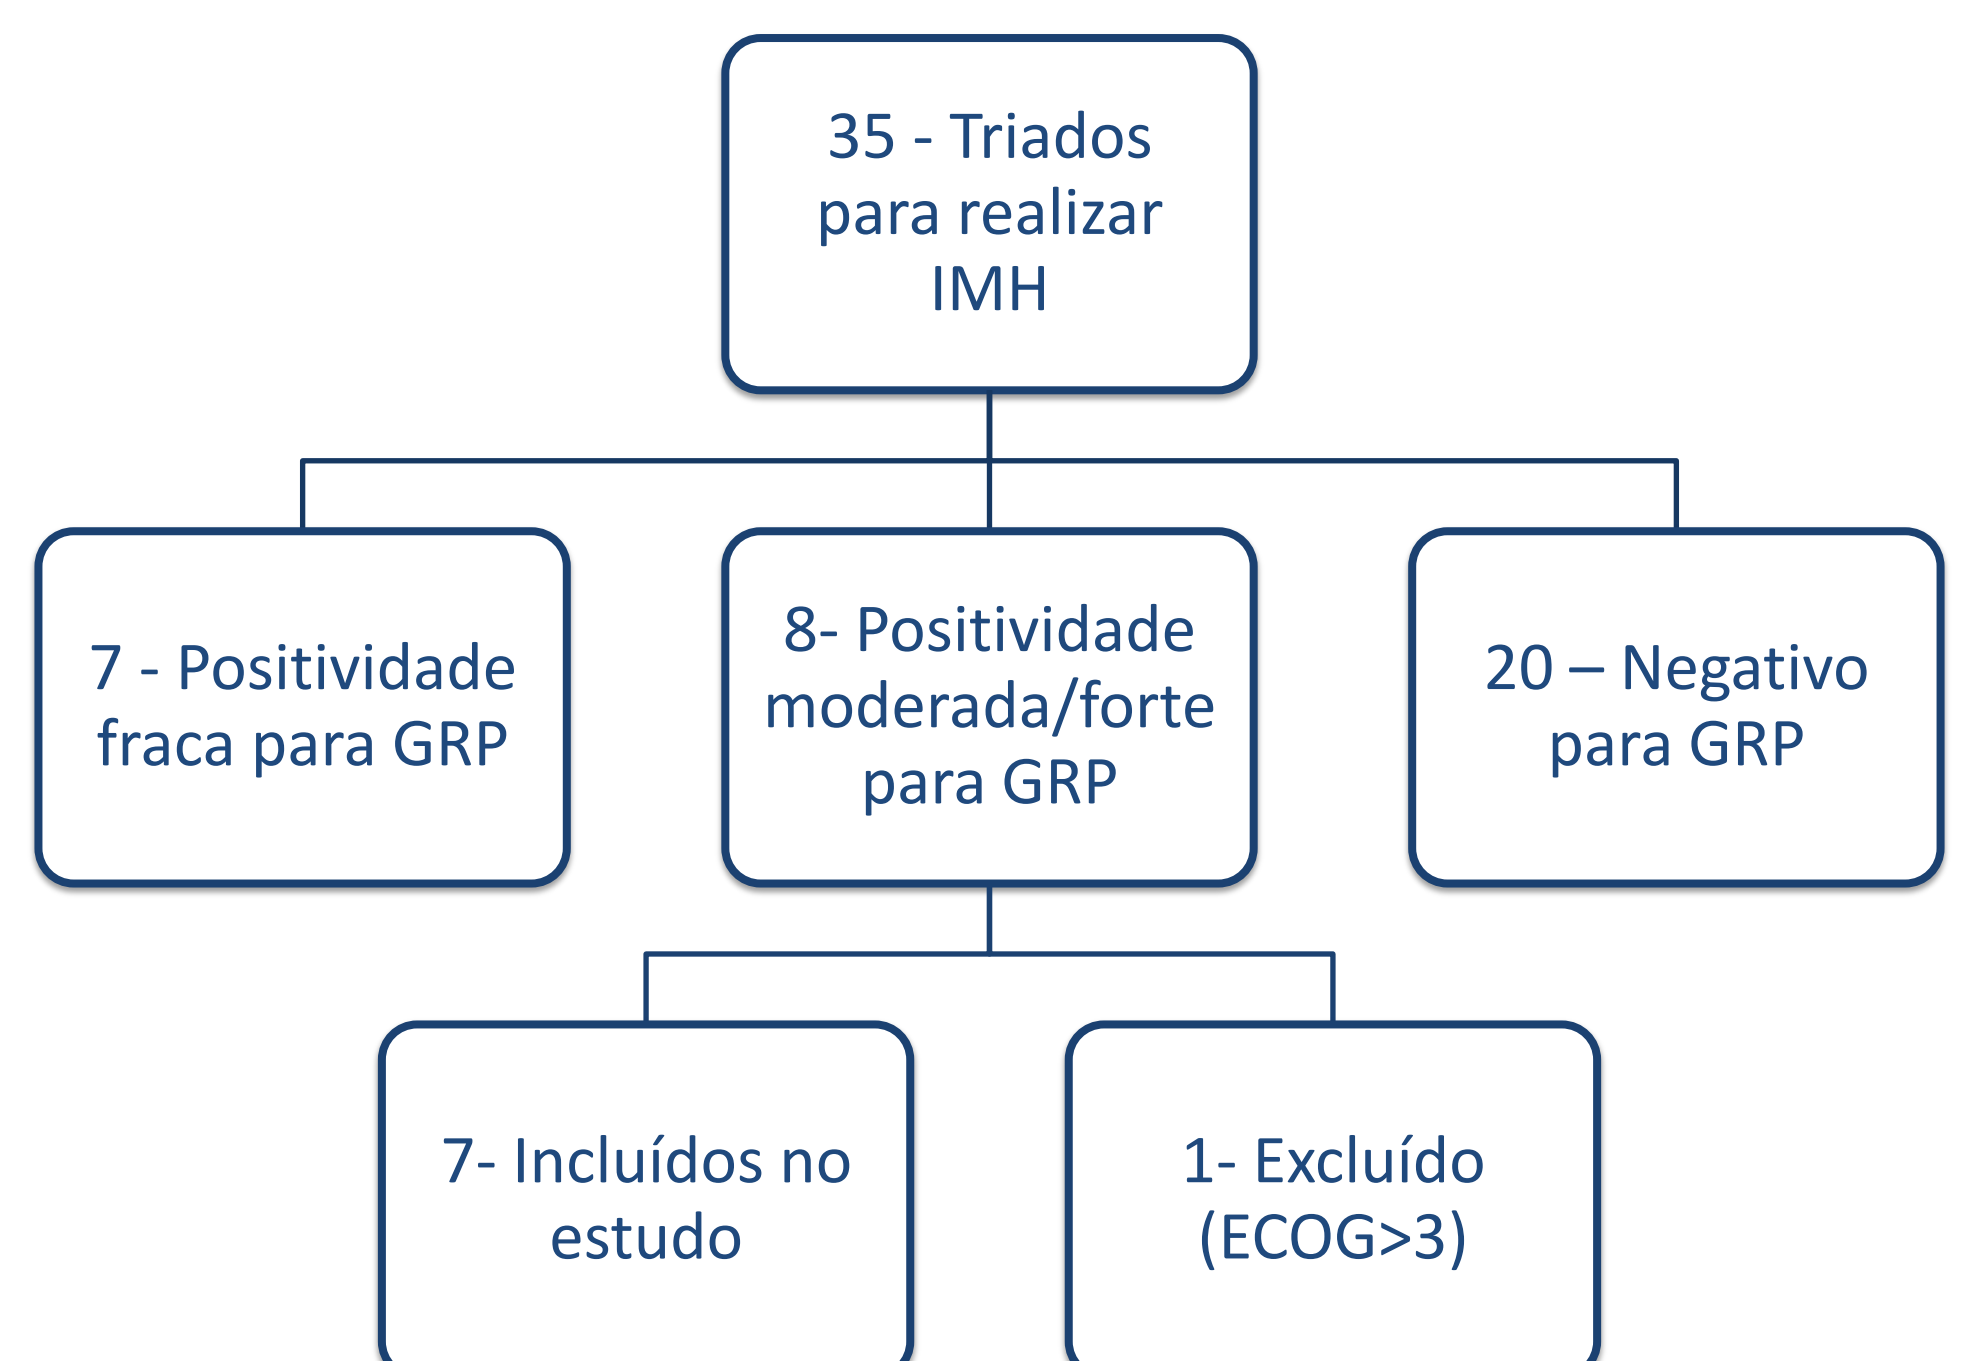 35 - Triados
para realizar
IMH
7 - Positividade
fraca para GRP
8- Positividade
moderada/forte
para GRP
20 – Negativo
para GRP
7- Incluídos no
estudo
1- Excluído
(ECOG>3)